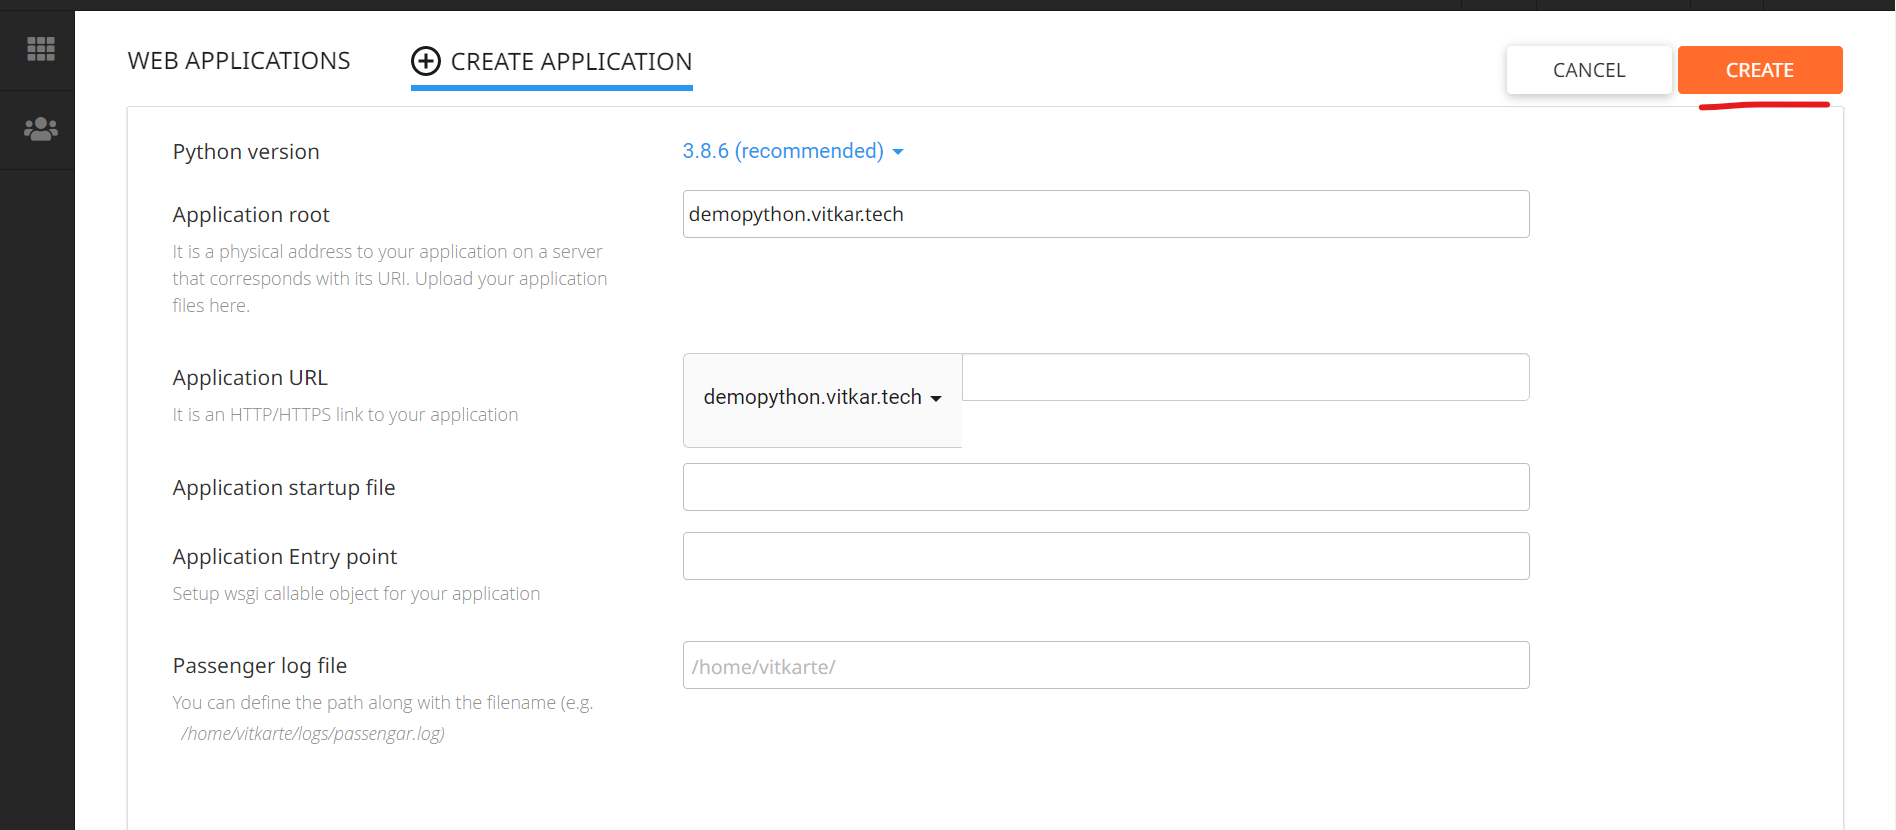 WEB APPLICATIONS
CREATE APPLICATION
CANCEL
CREATE
Python version
3.8.6 (recommended)
Application root
demopython.vitkar.tech
It is a physical address to your application on a server
that corresponds with its URI. Upload your application
files here.
Application URL
demopython.vitkar.tech
It is an HTTP/HTTPS link to your application
Application startup file
Application Entry point
Setup wsgi callable object for your application
Passenger log file
/home/vitkarte/
You can define the path along with the filename (e.g.
/home/vitkarte/logs/passengar.log)